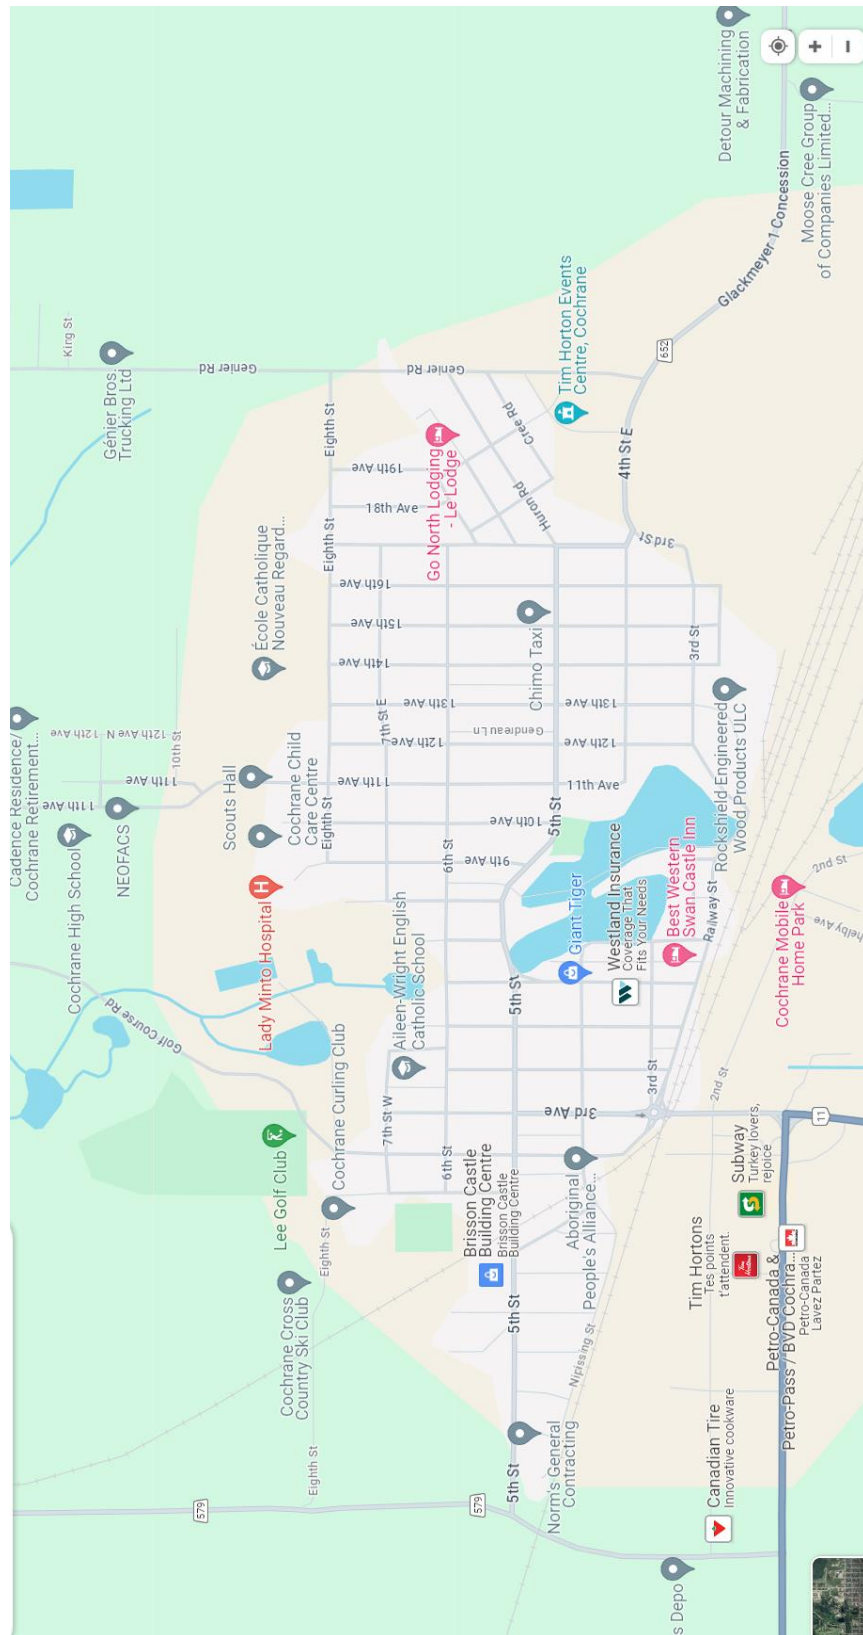 Detour Machining
& Fabrication
Moose Cree Group
of Companies Limited...
Glackmeyer 1 Concession
King St
Génier Bros.
Trucking Ltd
Genier Rd
Genier Rd
Tim Horton Events
Centre, Cochrane
652
4th St E
Cree Rd
Huron Rd
Eighth St
19th Ave
18th Ave
Go North Lodging
- Le Lodge
Eighth St
École Catholique
Nouveau Regard...
3rd St
16th Ave
15th Ave
14th Ave
Chimo Taxi
3rd St
13th Ave
13th Ave
7th St E
Gendreau Ln
12th Ave
12th Ave
12th Ave N
12th Ave
10th St
11th Ave
11th Ave
11th Ave
11th Ave
Cadence Residence/
Cochrane Retirement...
NEOFACS
Cochrane High School
Scouts Hall
Cochrane Child
Care Centre
Eighth St
10th Ave
5th St
9th Ave
6th St
Rockshield Engineered
Wood Products ULC
Lady Minto Hospital
Aileen-Wright English
Catholic School
Giant Tiger
Westland Insurance
Coverage That
Fits Your Needs
Best Western
Swan Castle Inn
Railway St
2nd St
Shelby Ave
Cochrane Mobile
Home Park
Golf Course Rd
5th St
3rd St
2nd St
3rd Ave
7th St W
6th St
Cochrane Curling Club
Lee Golf Club
Brisson Castle
Building Centre
Brisson Castle
Building Centre
Aboriginal
People's Alliance...
11
Subway
Turkey lovers,
rejoice.
Tim Hortons
Tes points
t'attendent.
Petro-Canada &
Petro-Pass / BVD Cochra...
Petro-Canada
Lavez Partez
Eighth St
Cochrane Cross
Country Ski Club
5th St
Nipissing St
Norm's General
Contracting
Canadian Tire
Innovative cookware
Eighth St
5th St
579
579
s Depo